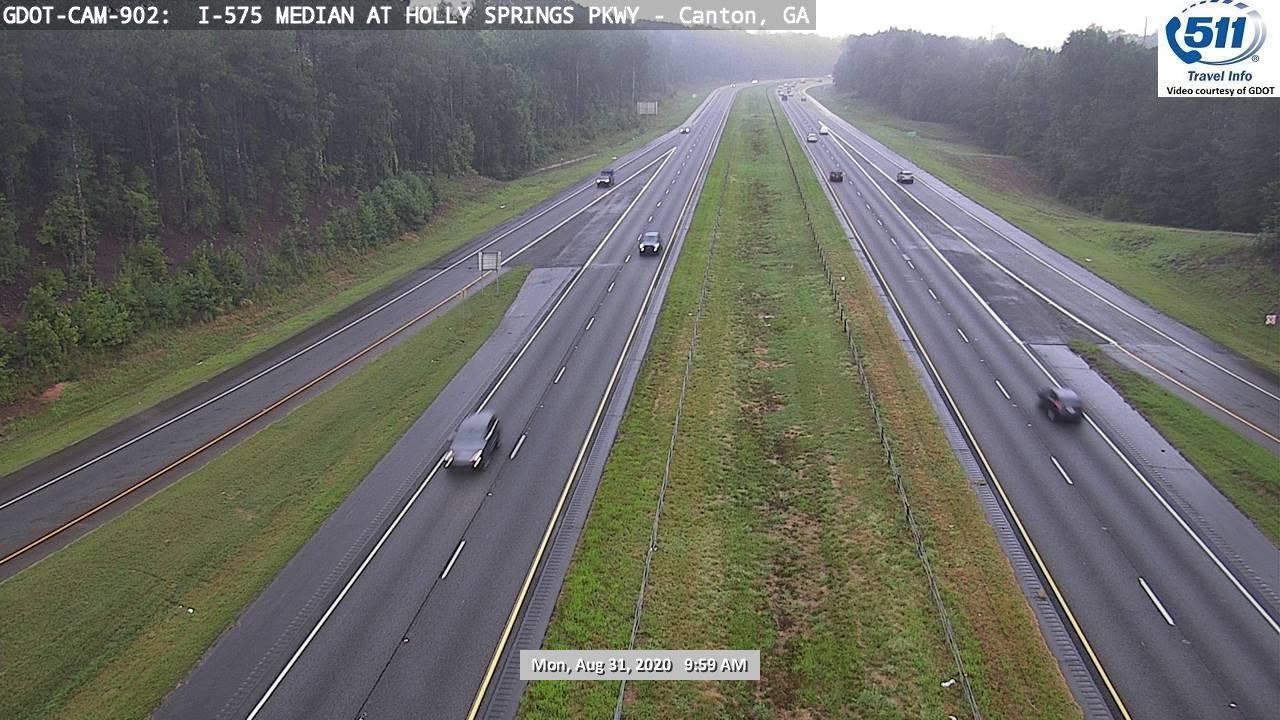 GDOT-CAM-902: I-575 MEDIAN AT HOLLY SPRINGS PKWY - Canton, GA
511
Travel Info
Video courtesy of GDOT
Mon, Aug 31, 2020 9:59 AM